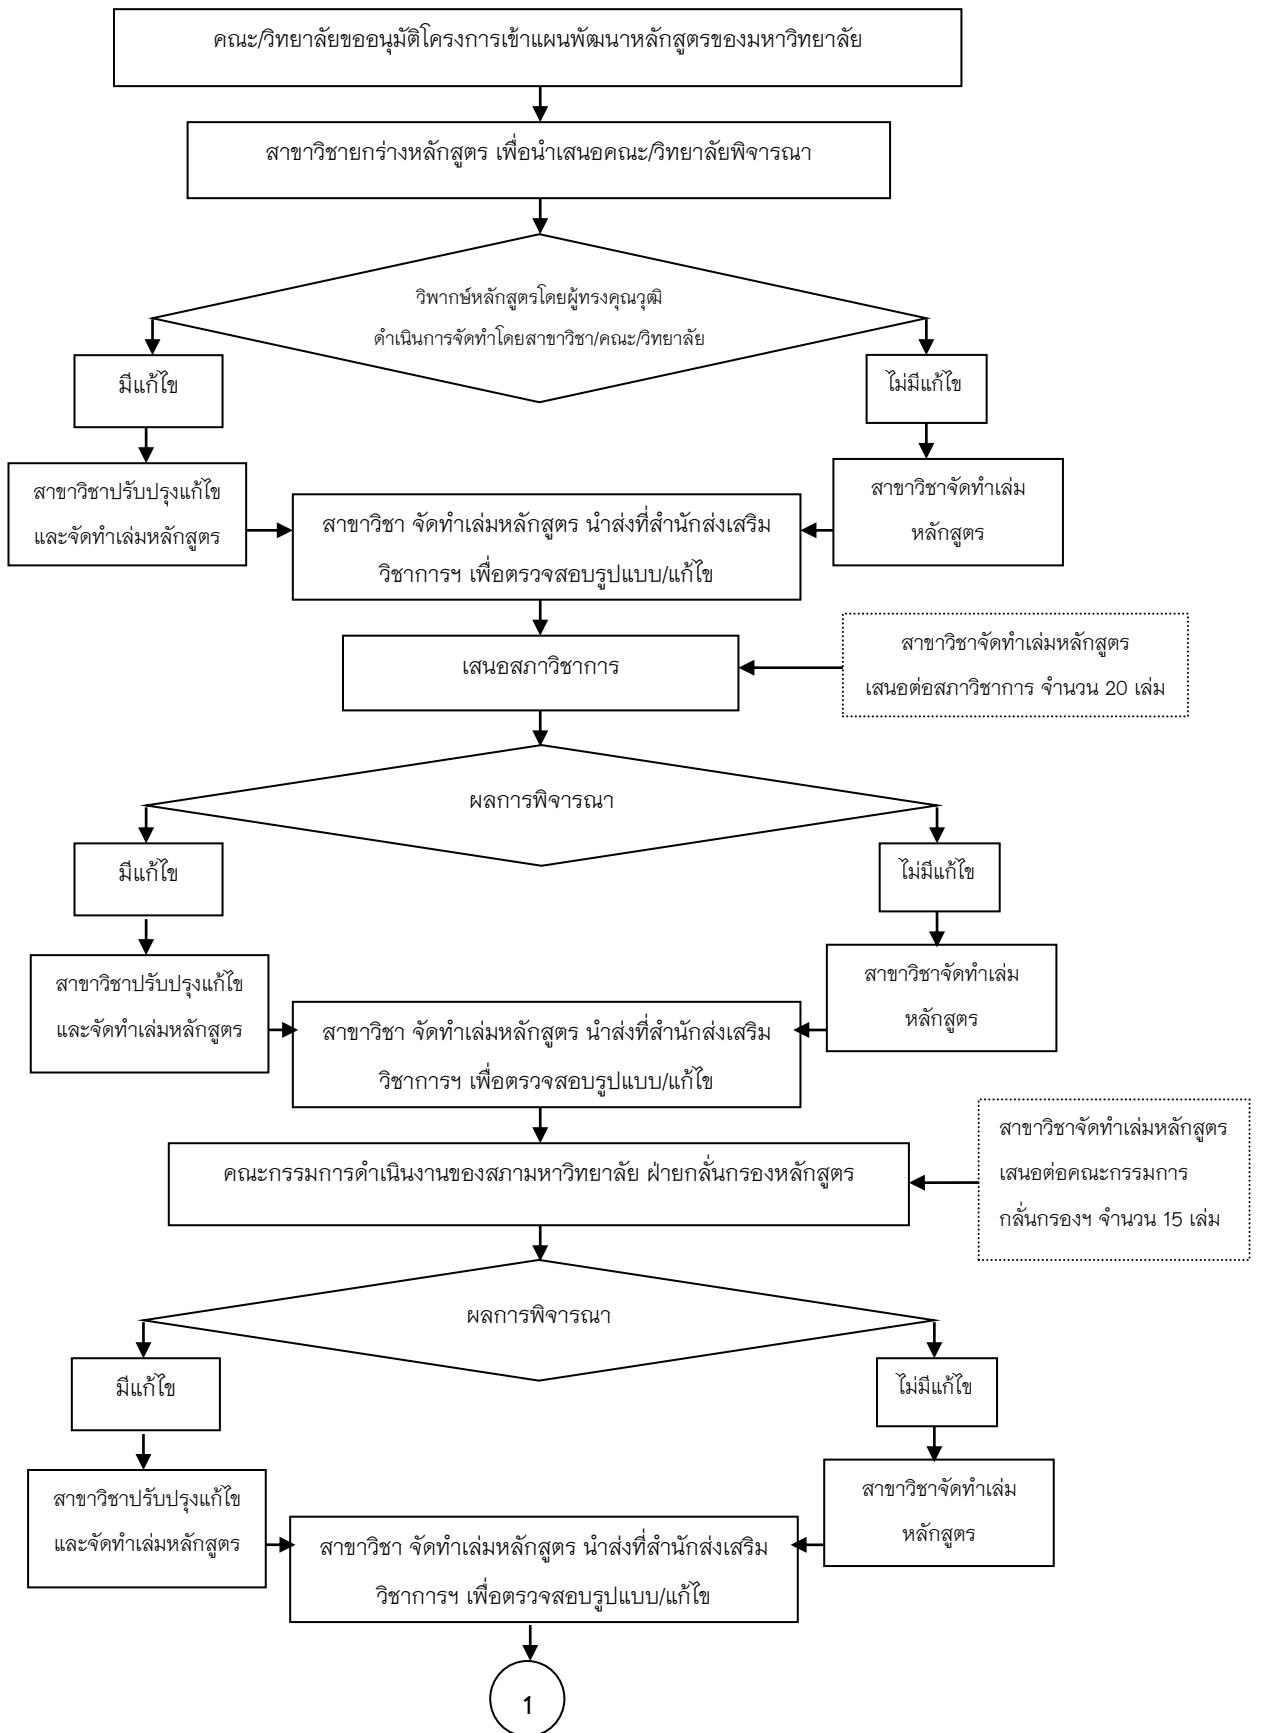 คณะ/วิทยาลัยขออนุมัติโครงการเข้าแผนพัฒนาหลักสูตรของมหาวิทยาลัย
สาขาวิชายกร่างหลักสูตร เพื่อนำเสนอคณะ/วิทยาลัยพิจารณา
วิพากษ์หลักสูตรโดยผู้ทรงคุณวุฒิ
ดำเนินการจัดทำโดยสาขาวิชา/คณะ/วิทยาลัย
มีแก้ไข
ไม่มีแก้ไข
สาขาวิชาปรับปรุงแก้ไข
และจัดทำเล่มหลักสูตร
สาขาวิชา จัดทำเล่มหลักสูตร นำส่งที่สำนักส่งเสริม
วิชาการฯ เพื่อตรวจสอบรูปแบบ/แก้ไข
สาขาวิชาจัดทำเล่ม
หลักสูตร
เสนอสภาวิชาการ
สาขาวิชาจัดทำเล่มหลักสูตร
เสนอต่อสภาวิชาการ จำนวน 20 เล่ม
ผลการพิจารณา
มีแก้ไข
ไม่มีแก้ไข
สาขาวิชาปรับปรุงแก้ไข
และจัดทำเล่มหลักสูตร
สาขาวิชา จัดทำเล่มหลักสูตร นำส่งที่สำนักส่งเสริม
วิชาการฯ เพื่อตรวจสอบรูปแบบ/แก้ไข
สาขาวิชาจัดทำเล่ม
หลักสูตร
คณะกรรมการดำเนินงานของสภามหาวิทยาลัย ฝ่ายกลั่นกรองหลักสูตร
สาขาวิชาจัดทำเล่มหลักสูตร
เสนอต่อคณะกรรมการ
กลั่นกรองฯ จำนวน 15 เล่ม
ผลการพิจารณา
มีแก้ไข
ไม่มีแก้ไข
สาขาวิชาปรับปรุงแก้ไข
และจัดทำเล่มหลักสูตร
สาขาวิชา จัดทำเล่มหลักสูตร นำส่งที่สำนักส่งเสริม
วิชาการฯ เพื่อตรวจสอบรูปแบบ/แก้ไข
สาขาวิชาจัดทำเล่ม
หลักสูตร
1